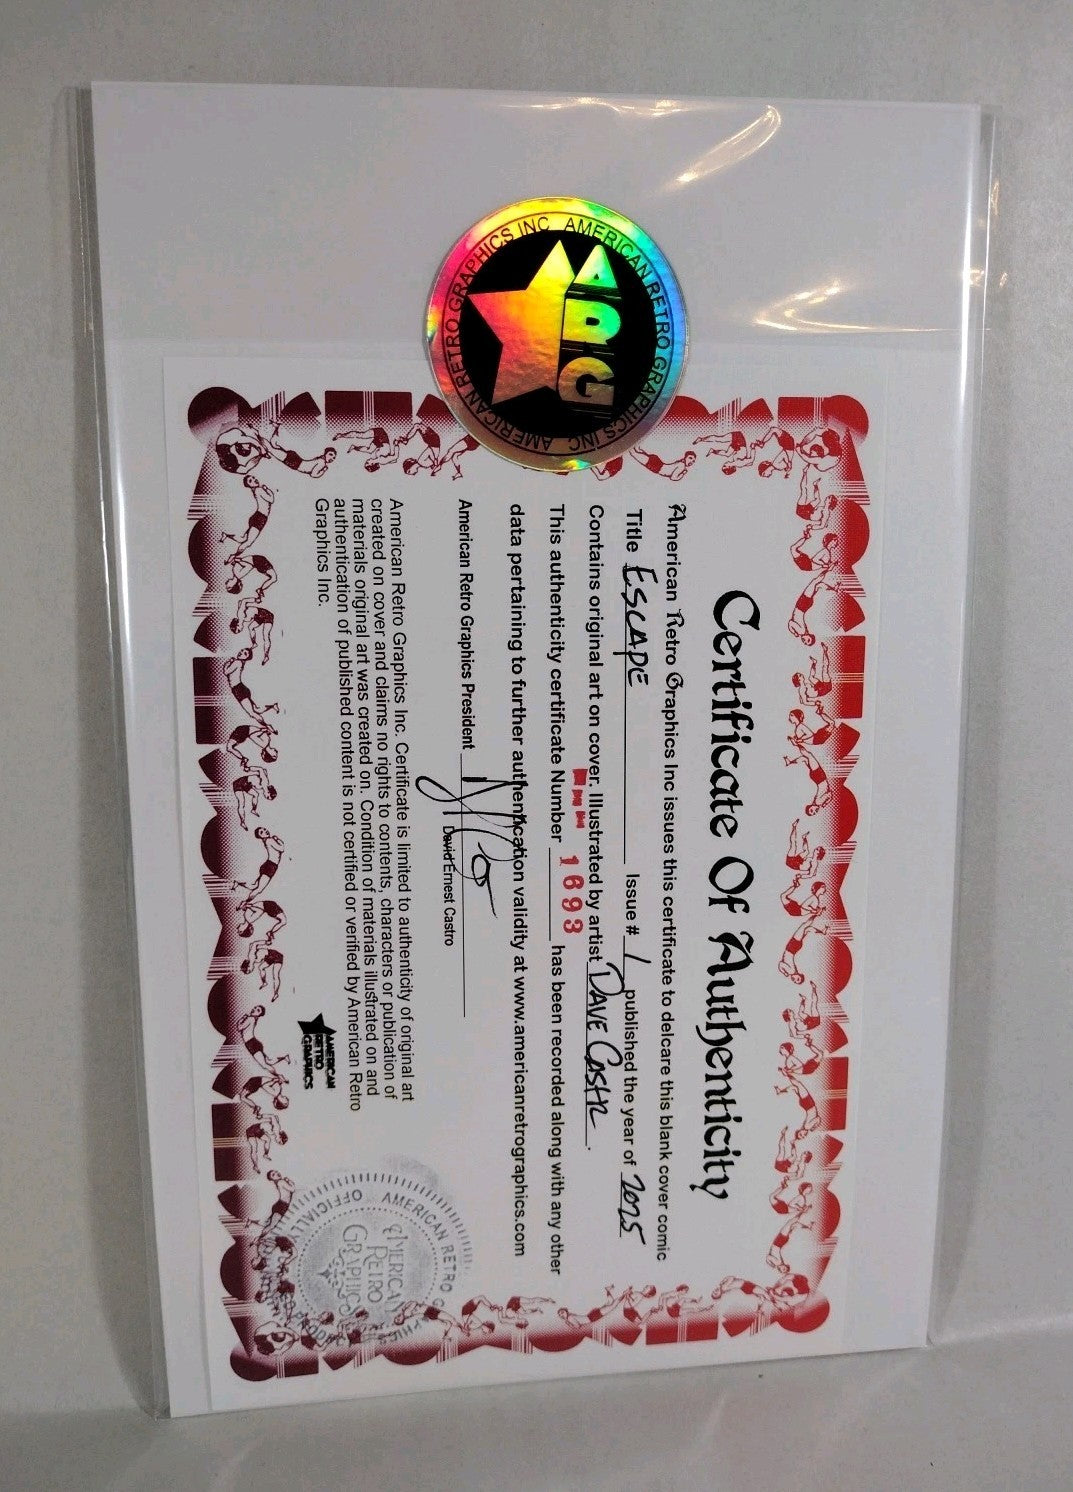 AMERICAN RETRO GRAPHICS INC AMERICAN RETRO GRAPHICS INC
ARG
Certificate Of Authenticity
American Retro Graphics Inc issues this certificate to delcare this blank cover comic
Title ESCAPE Issue # 1 published the year of 2025
Contains original art on cover. Illustrated by artist DAVE CASTR.
This authenticity certificate Number 1693 has been recorded along with any other
data pertaining to further authentication validity at www.americanretrographics.com
American Retro Graphics President
David Ernest Castro
American Retro Graphics Inc. Certificate is limited to authenticity of original art
created on cover and claims no rights to contents, characters or publication of
materials original art was created on. Condition of materials illustrated on and
authentication of published content is not certified or verified by American Retro
Graphics Inc.
AMERICAN
RETRO
GRAPHICS
AMERICAN RETRO GRAPHICS
OFFICIALLY
AMERICAN
RETRO
GRAPHICS